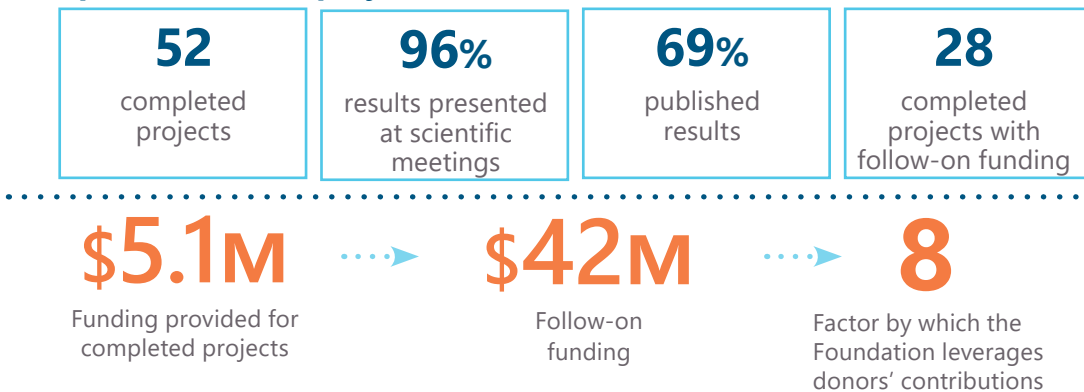 52
completed
projects
96%
results presented
at scientific
meetings
69%
published
results
28
completed
projects with
follow-on funding
$5.1M
Funding provided for
completed projects
$42M
Follow-on
funding
8
Factor by which the
Foundation leverages
donors’ contributions